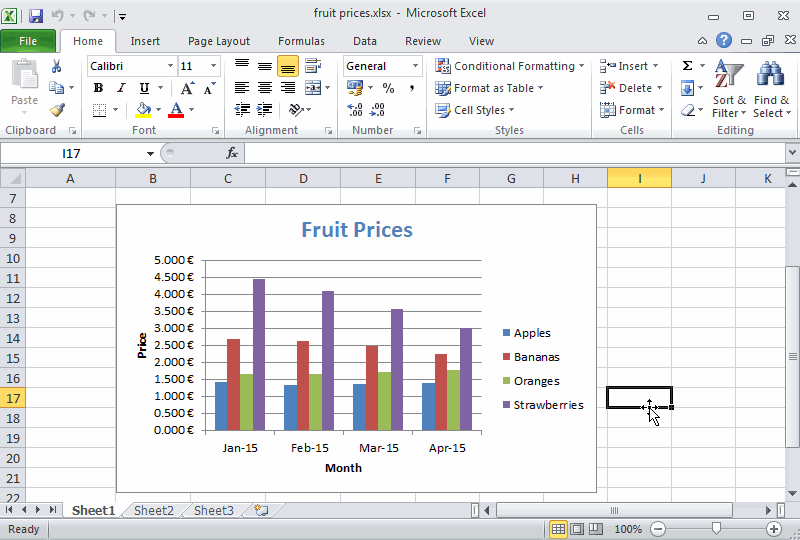 fruit prices.xlsx - Microsoft Excel
File Home Insert Page Layout Formulas Data Review View
Paste
Calibri 11
B I U
A A
A
General
% ,
Conditional Formatting
Format as Table
Cell Styles
Insert
Delete
Format
Σ
Sort & Filter
Find & Select
Clipboard Font Alignment Number Styles Cells Editing
I17 fx
A B C D E F G H I J K
7
8
9
10
11
12
13
14
15
16
17
18
19
20
21
22
Fruit Prices
5.000 €
4.500 €
4.000 €
3.500 €
3.000 €
2.500 €
2.000 €
1.500 €
1.000 €
0.500 €
0.000 €
Price
Jan-15 Feb-15 Mar-15 Apr-15
Month
Apples
Bananas
Oranges
Strawberries
Sheet1 Sheet2 Sheet3
Ready 100%